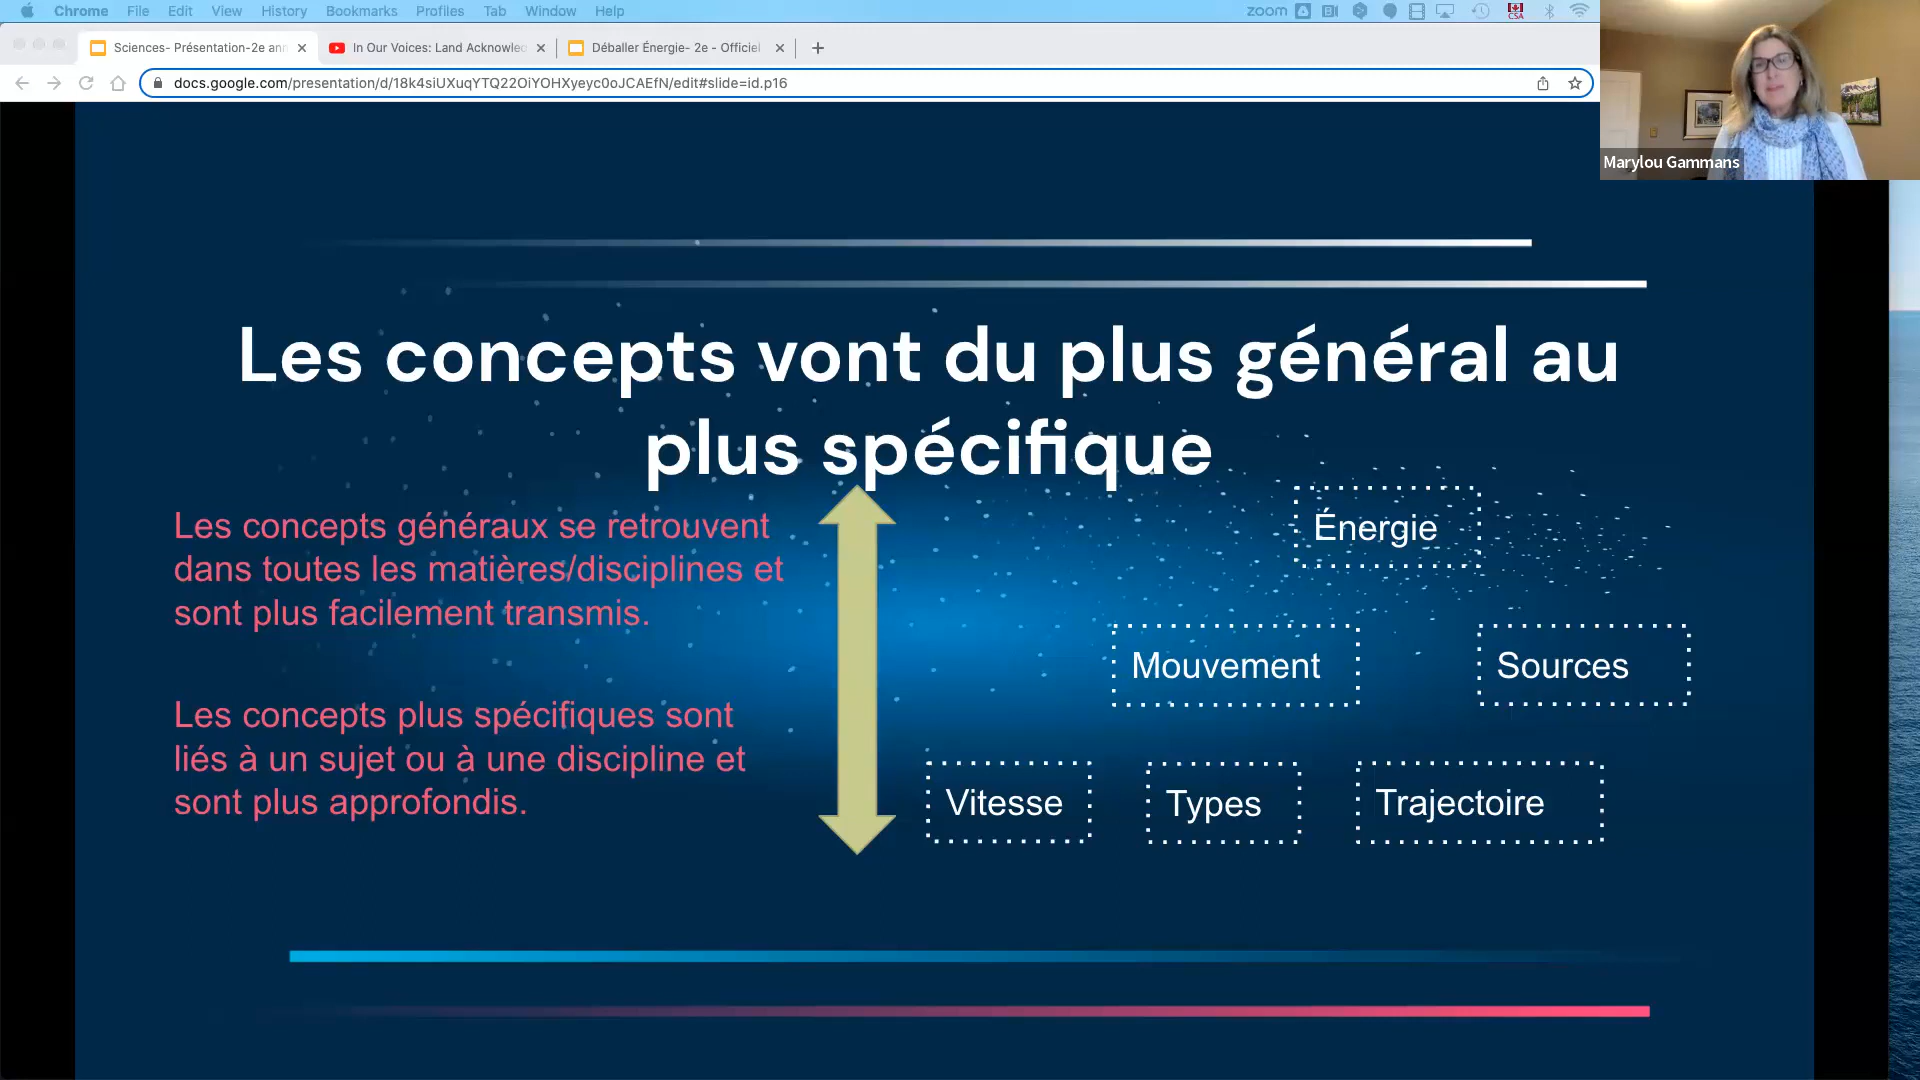 Chrome File Edit View History Bookmarks Profiles Tab Window Help
zoom
CSA
Sciences- Présentation-2e ann
In Our Voices: Land Acknowlec
Déballer Énergie- 2e - Officiel
docs.google.com/presentation/d/18k4siUXuqYTQ22OiYOHXyeyc0oJCAEfN/edit#slide=id.p16
Marylou Gammans
Les concepts vont du plus général au
plus spécifique
Les concepts généraux se retrouvent
dans toutes les matières/disciplines et
sont plus facilement transmis.
Les concepts plus spécifiques sont
liés à un sujet ou à une discipline et
sont plus approfondis.
Énergie
Mouvement
Sources
Vitesse
Types
Trajectoire